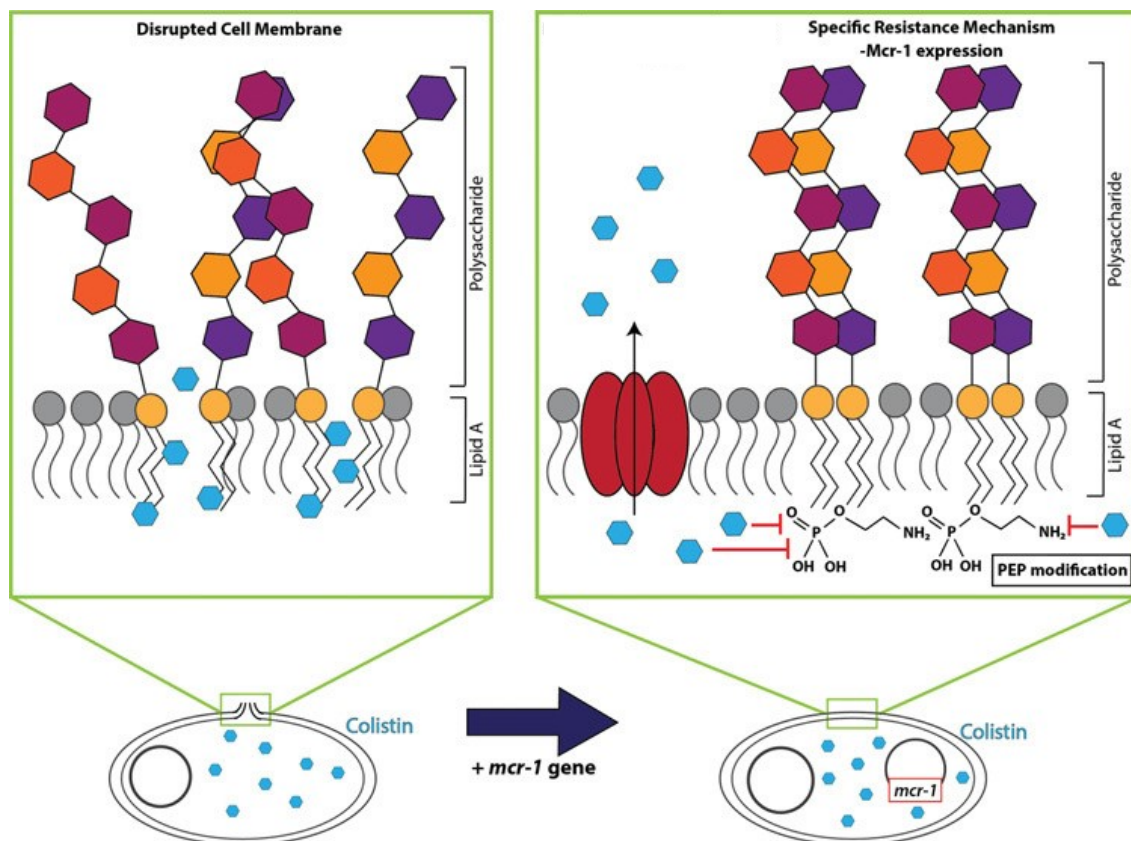 Disrupted Cell Membrane
Polysaccharide
Lipid A
Specific Resistance Mechanism
-Mcr-1 expression
Polysaccharide
Lipid A
O
O
P
NH₂
OH OH
O
O
P
NH₂
OH OH
PEP modification
Colistin
+ mcr-1 gene
Colistin
mcr-1